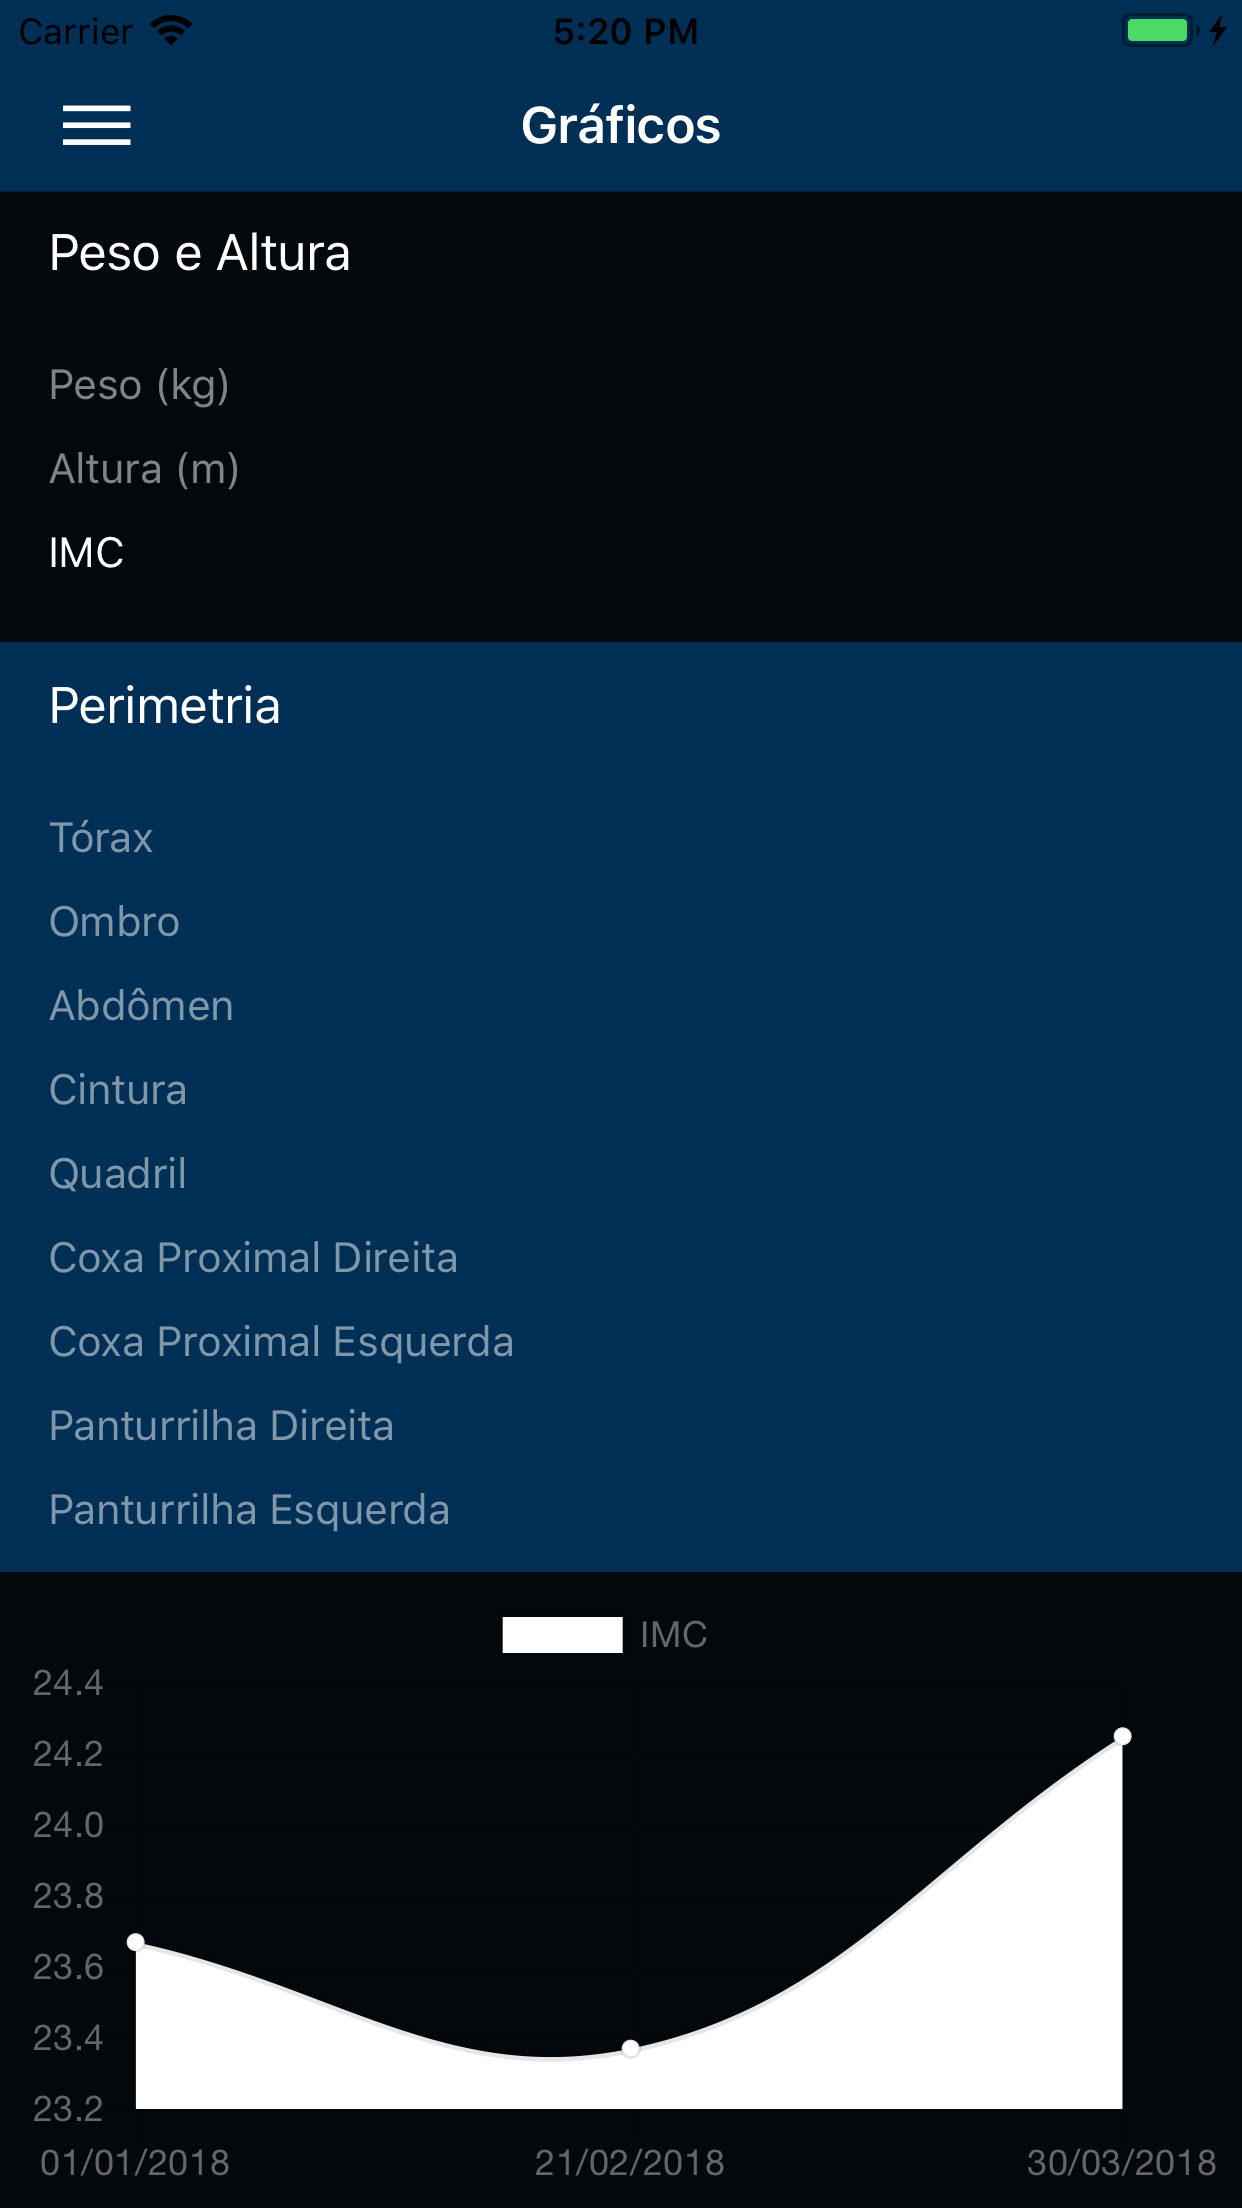 Carrier 5:20 PM
Gráficos
Peso e Altura
Peso (kg)
Altura (m)
IMC
Perimetria
Tórax
Ombro
Abdômen
Cintura
Quadril
Coxa Proximal Direita
Coxa Proximal Esquerda
Panturrilha Direita
Panturrilha Esquerda
IMC
24.4
24.2
24.0
23.8
23.6
23.4
23.2
01/01/2018 21/02/2018 30/03/2018